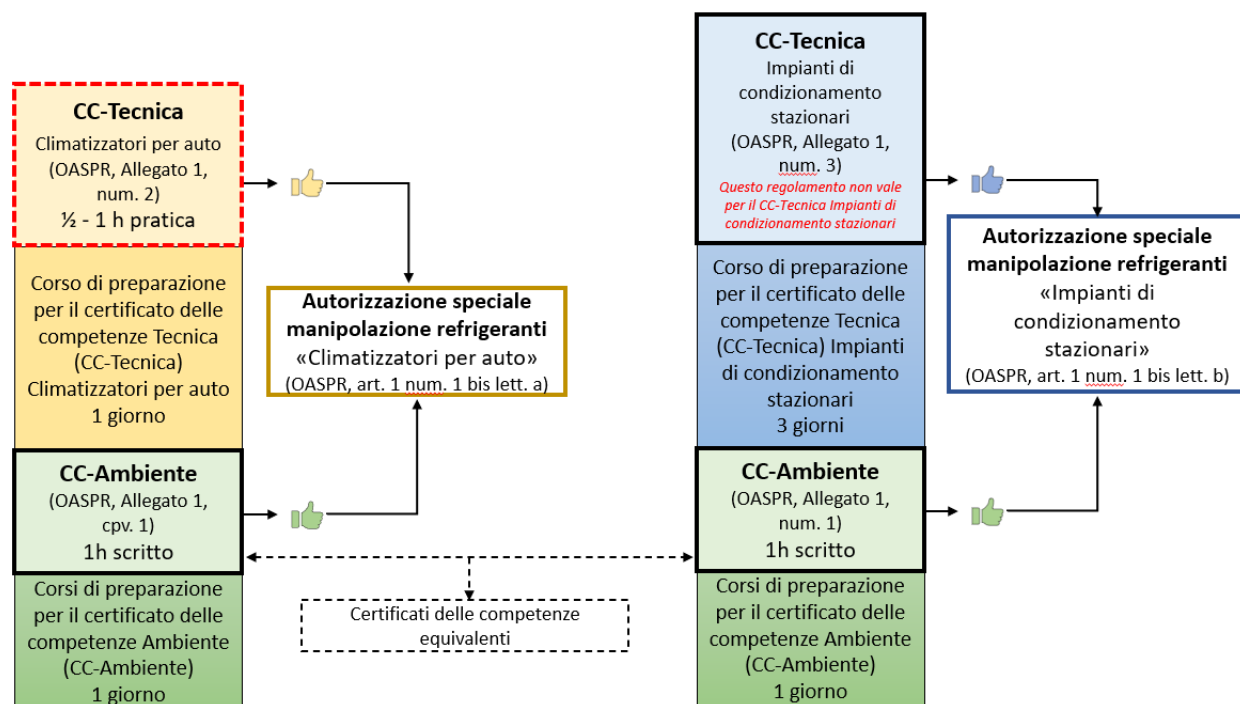 CC-Tecnica
Climatizzatori per auto
(OASPR, Allegato 1,
num. 2)
½ - 1 h pratica
Corso di preparazione
per il certificato delle
competenze Tecnica
(CC-Tecnica)
Climatizzatori per auto
1 giorno
CC-Ambiente
(OASPR, Allegato 1,
cpv. 1)
1h scritto
Corsi di preparazione
per il certificato delle
competenze Ambiente
(CC-Ambiente)
1 giorno
Autorizzazione speciale
manipolazione refrigeranti
«Climatizzatori per auto»
(OASPR, art. 1 num. 1 bis lett. a)
Certificati delle competenze
equivalenti
CC-Tecnica
Impianti di
condizionamento
stazionari
(OASPR, Allegato 1,
num. 3)
Questo regolamento non vale
per il CC-Tecnica Impianti di
condizionamento stazionari
Corso di preparazione
per il certificato delle
competenze Tecnica
(CC-Tecnica) Impianti
di condizionamento
stazionari
3 giorni
CC-Ambiente
(OASPR, Allegato 1,
num. 1)
1h scritto
Corsi di preparazione
per il certificato delle
competenze Ambiente
(CC-Ambiente)
1 giorno
Autorizzazione speciale
manipolazione refrigeranti
«Impianti di
condizionamento
stazionari»
(OASPR, art. 1 num. 1 bis lett. b)